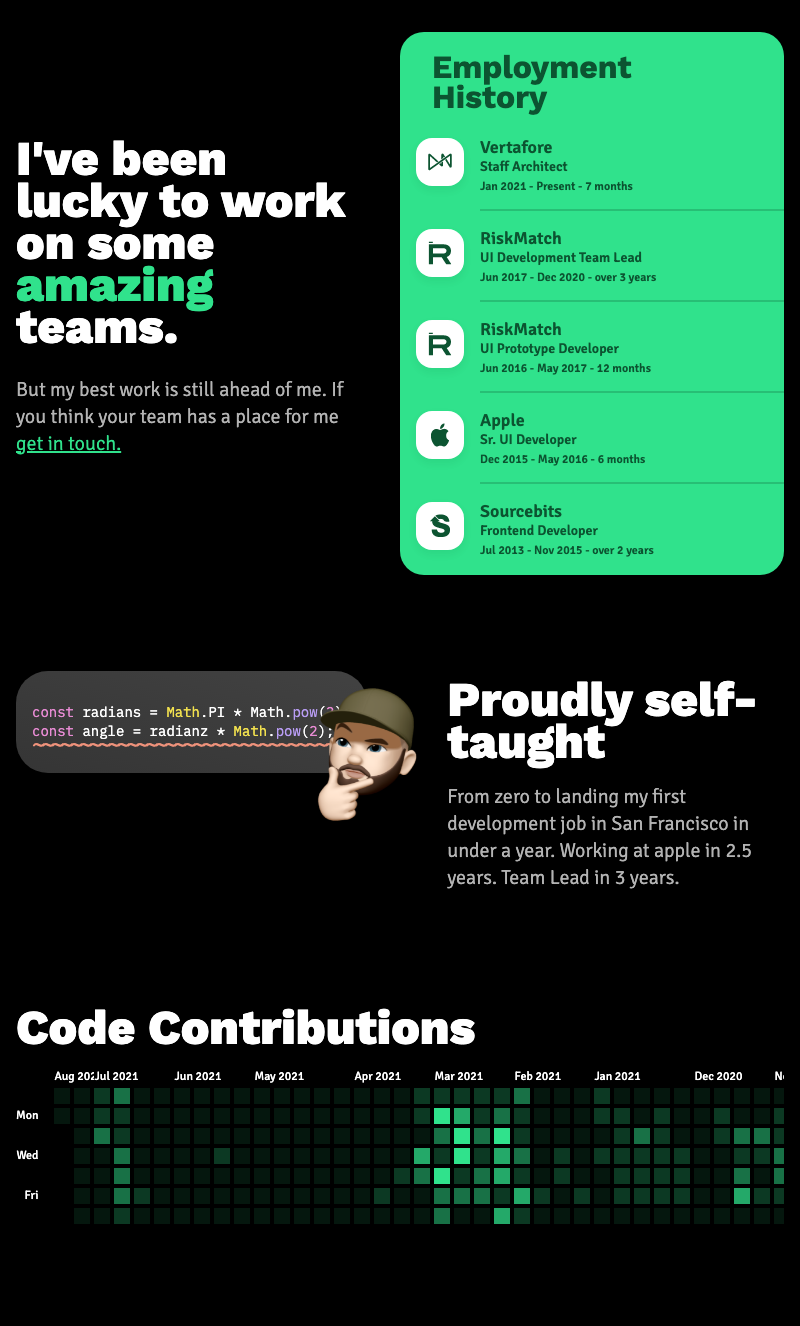 I've been
lucky to work
on some
amazing
teams.
But my best work is still ahead of me. If
you think your team has a place for me
get in touch.
Employment
History
Vertafore
Staff Architect
Jan 2021 - Present - 7 months
RiskMatch
UI Development Team Lead
Jun 2017 - Dec 2020 - over 3 years
RiskMatch
UI Prototype Developer
Jun 2016 - May 2017 - 12 months
Apple
Sr. UI Developer
Dec 2015 - May 2016 - 6 months
Sourcebits
Frontend Developer
Jul 2013 - Nov 2015 - over 2 years
const radians = Math.PI * Math.pow(2)
const angle = radianz * Math.pow(2);
Proudly self-
taught
From zero to landing my first
development job in San Francisco in
under a year. Working at apple in 2.5
years. Team Lead in 3 years.
Code Contributions
Aug 202 Jul 2021 Jun 2021 May 2021 Apr 2021 Mar 2021 Feb 2021 Jan 2021 Dec 2020
Mon
Wed
Fri